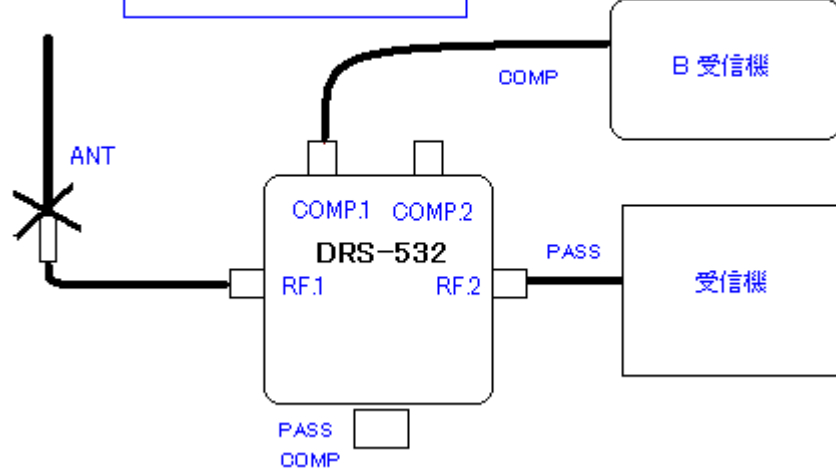 COMP
B 受信機
ANT
COMP.1
COMP.2
DRS-532
PASS
RF.1
RF.2
受信機
PASS
COMP